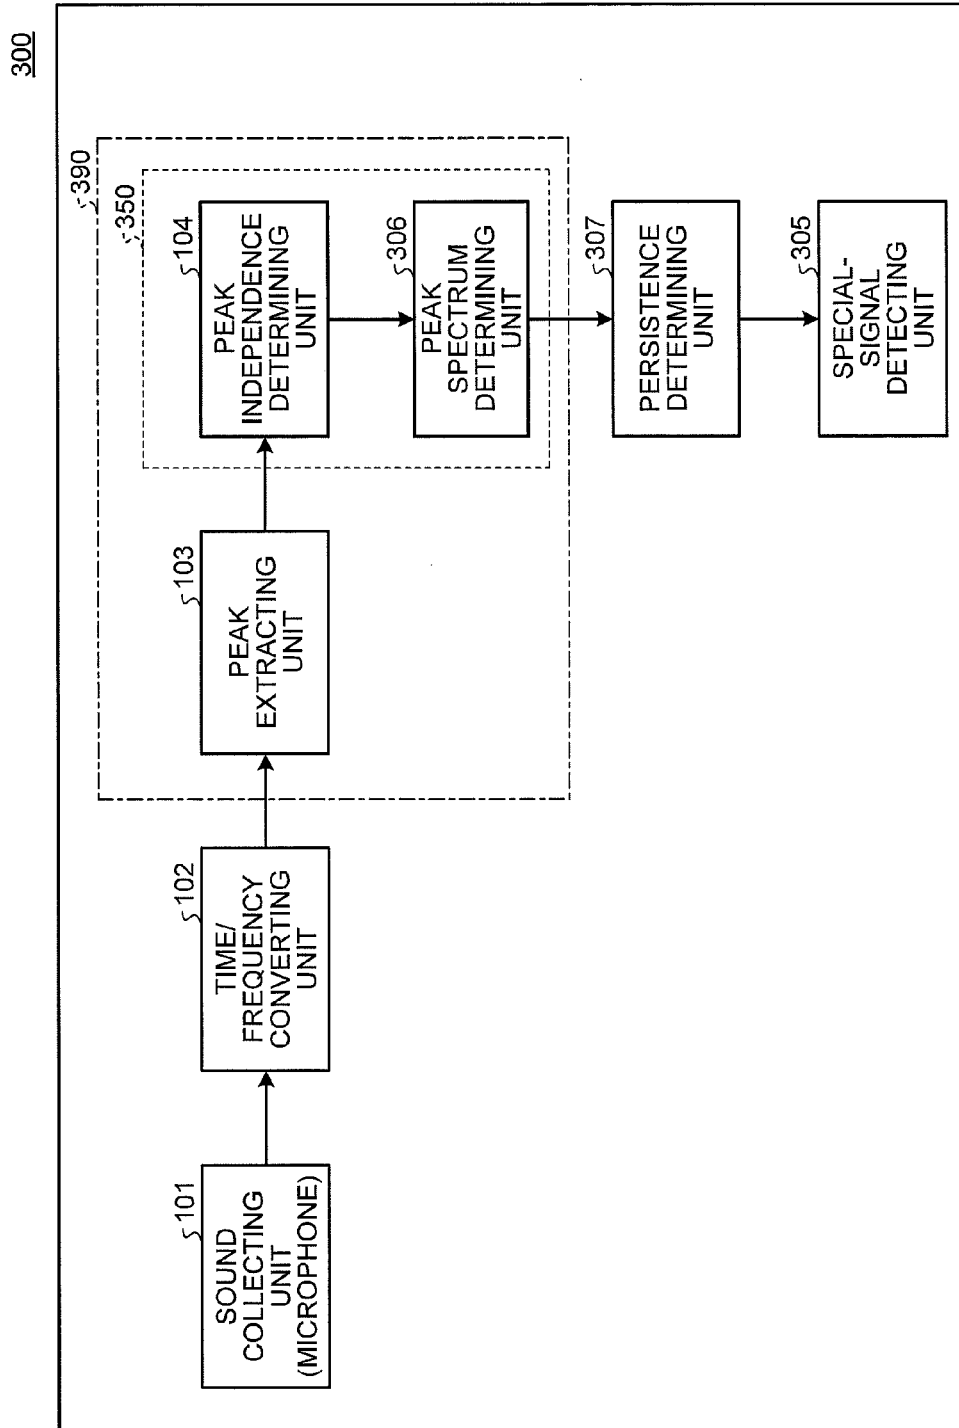 300
390
350
101
SOUND
COLLECTING
UNIT
(MICROPHONE)
102
TIME/
FREQUENCY
CONVERTING
UNIT
103
PEAK
EXTRACTING
UNIT
104
PEAK
INDEPENDENCE
DETERMINING
UNIT
306
PEAK
SPECTRUM
DETERMINING
UNIT
307
PERSISTENCE
DETERMINING
UNIT
305
SPECIAL-
SIGNAL
DETECTING
UNIT